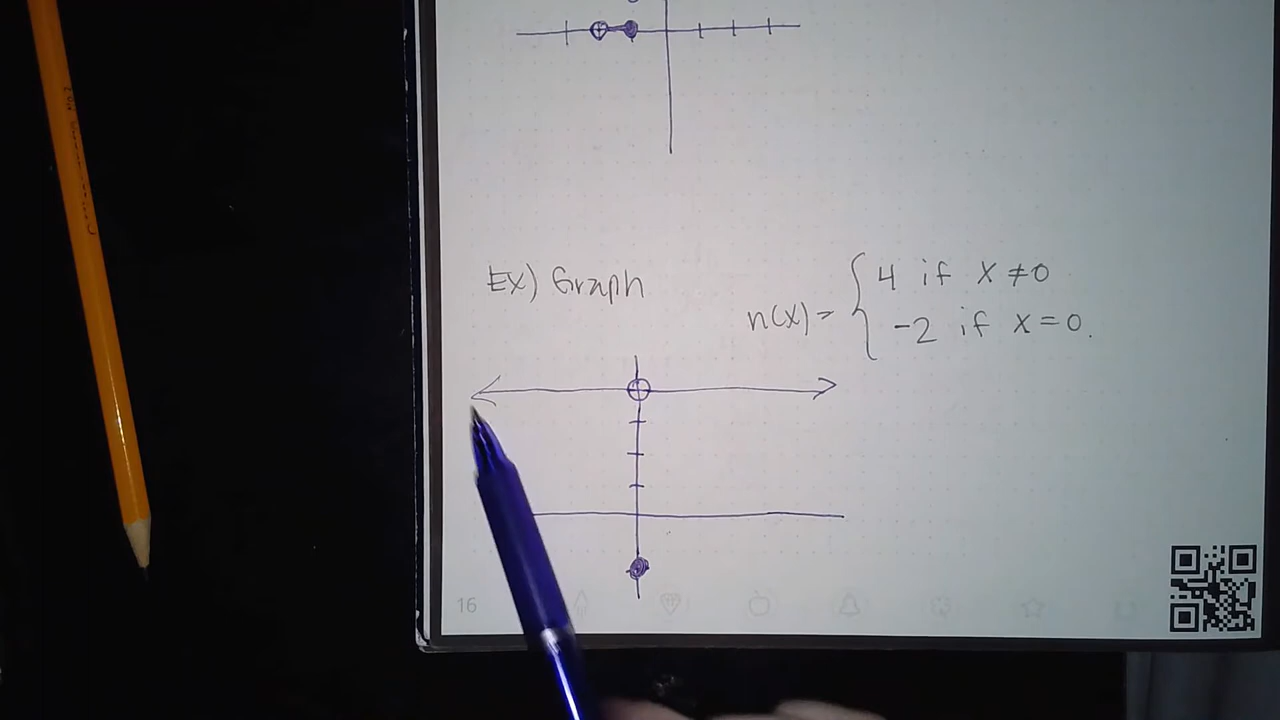 Ex) Graph
n(x) = { 4 if x ≠ 0
-2 if x = 0.
16